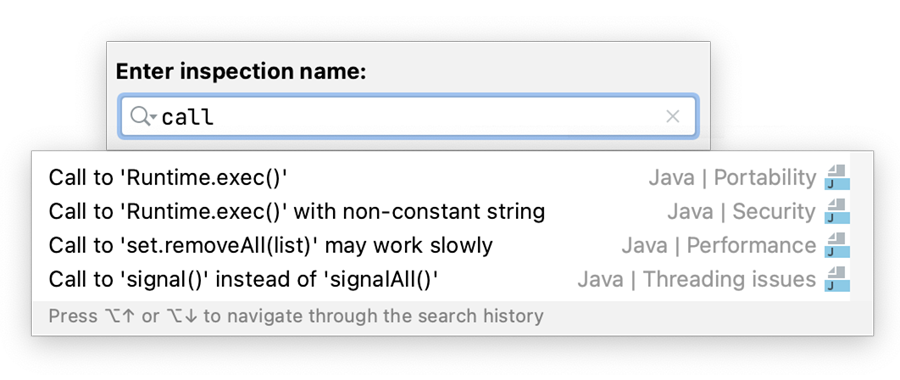 Enter inspection name:
call
Call to 'Runtime.exec()' Java | Portability
Call to 'Runtime.exec()' with non-constant string Java | Security
Call to 'set.removeAll(list)' may work slowly Java | Performance
Call to 'signal()' instead of 'signalAll()' Java | Threading issues
Press ⌥↑ or ⌥↓ to navigate through the search history